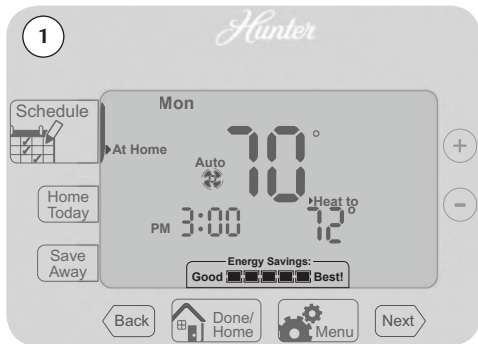 1
Hunter
Schedule
Mon
At Home
Auto
70°
Heat to
72°
Home
Today
PM 3:00
Save
Away
Energy Savings:
Good Best!
Back
Done/
Home
Menu
Next
+
−